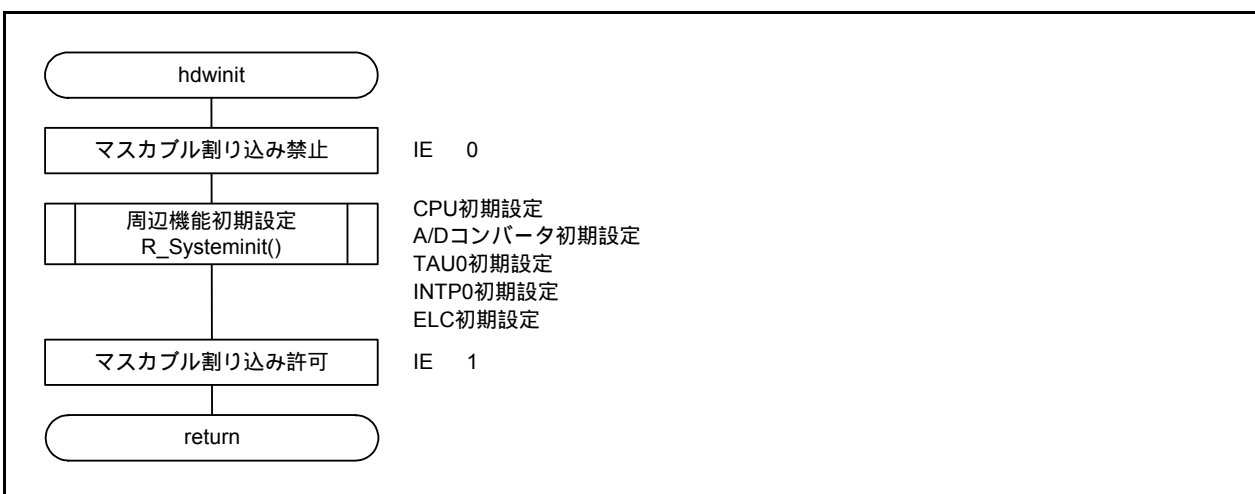 hdwinit
マスカブル割り込み禁止
IE 0
周辺機能初期設定
R_Systeminit()
CPU初期設定
A/Dコンバータ初期設定
TAU0初期設定
INTP0初期設定
ELC初期設定
マスカブル割り込み許可
IE 1
return